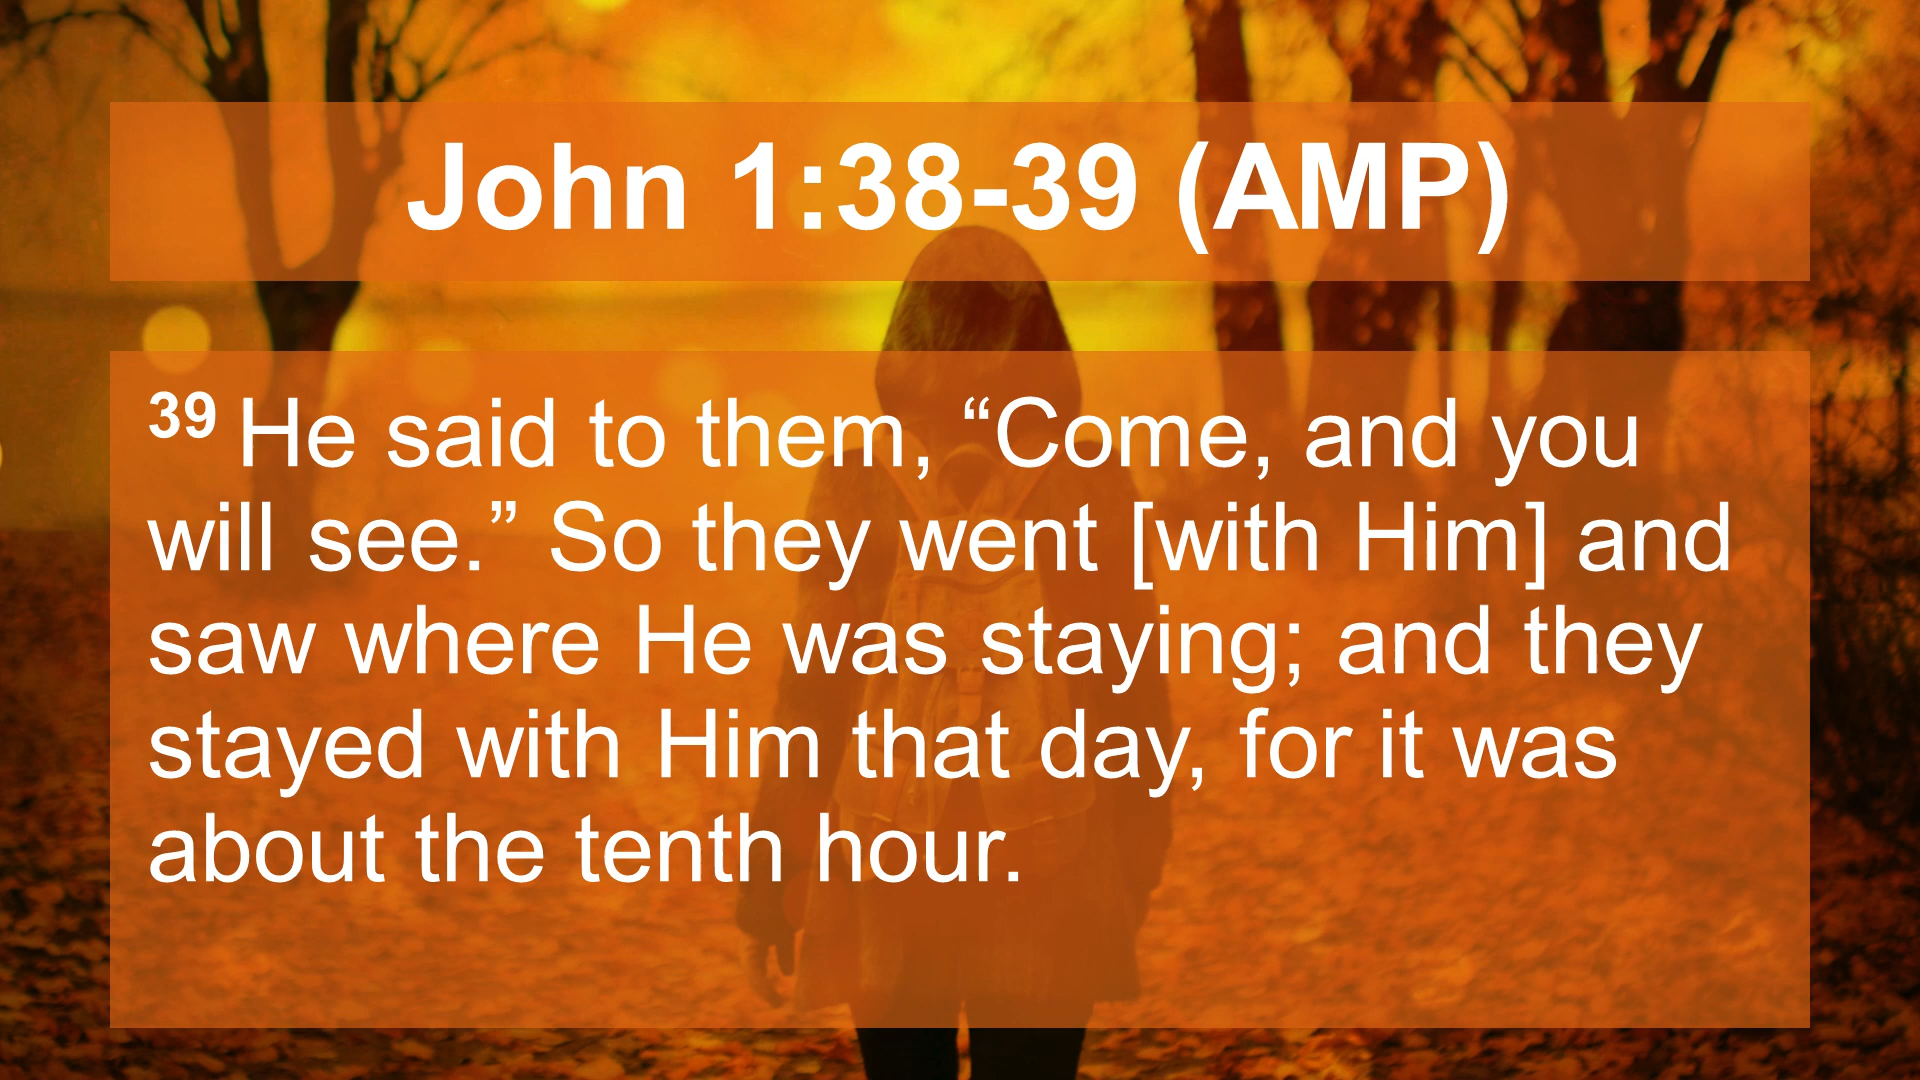 John 1:38-39 (AMP)
39 He said to them, “Come, and you
will see.” So they went [with Him] and
saw where He was staying; and they
stayed with Him that day, for it was
about the tenth hour.